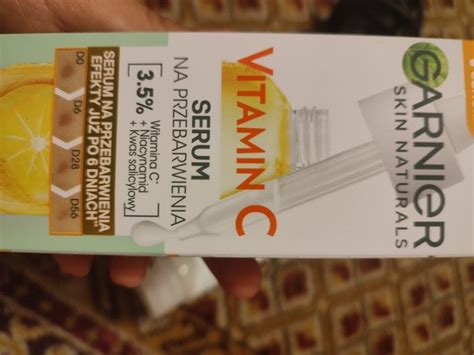 GARNIER
SKIN NATURALS
VITAMIN C
SERUM
NA PRZEBARWIENIA
3.5%
Witamina C*
+ Niacynamid
+ Kwas salicylowy
D0
D6
D28
D56
SERUM NA PRZEBARWIENIA
EFEKTY JUŻ PO 6 DNIACH**